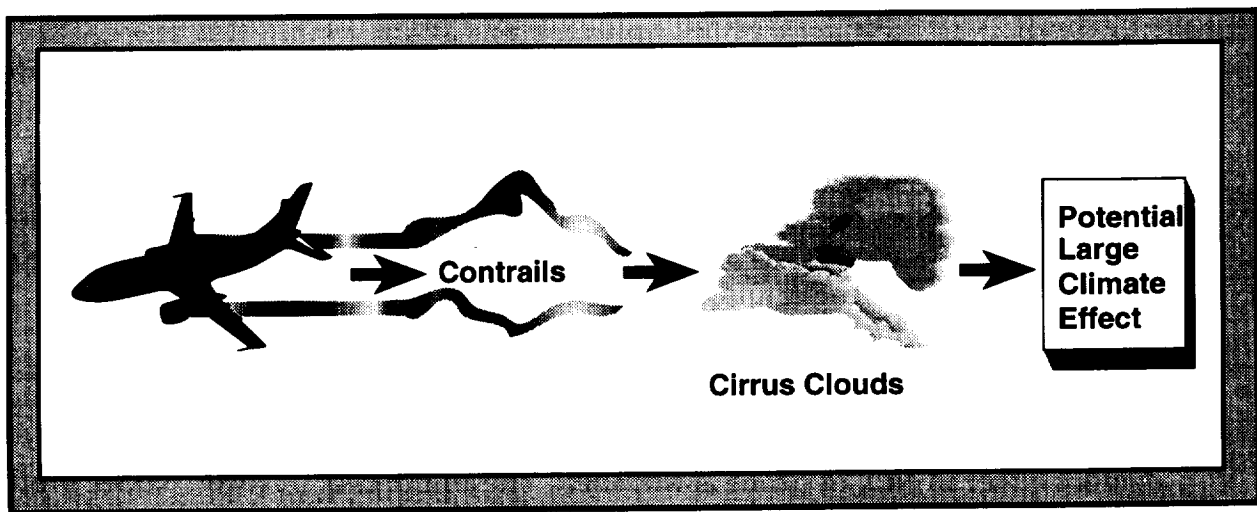 Contrails
Cirrus Clouds
Potential
Large
Climate
Effect